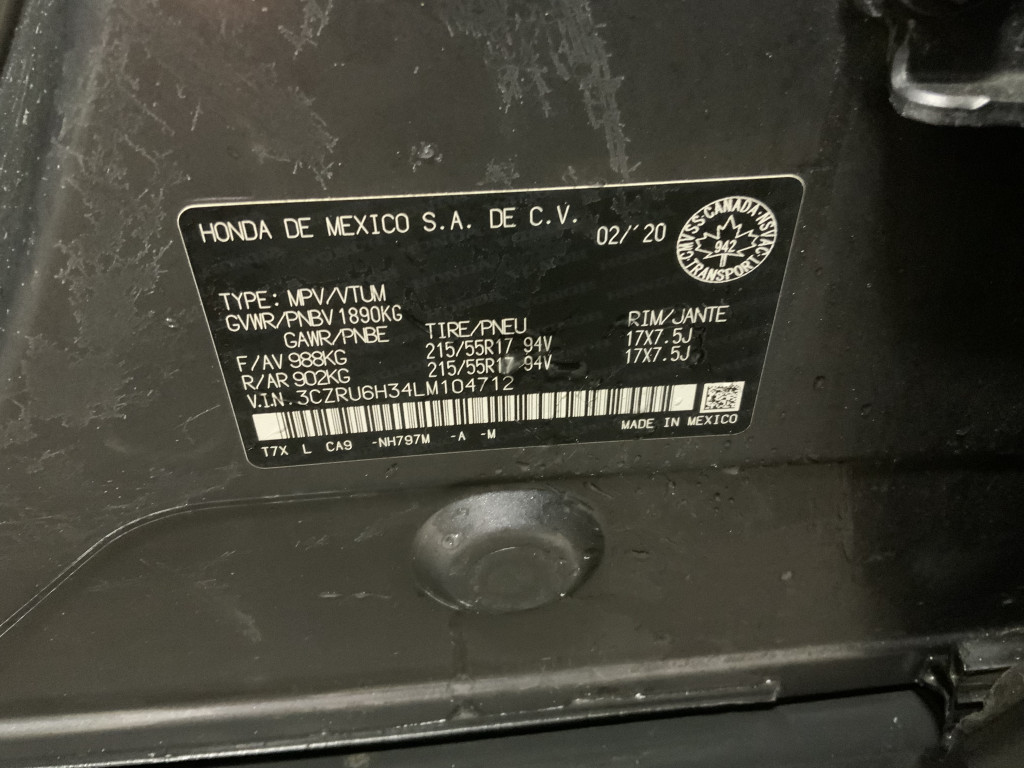 HONDA DE MEXICO S.A. DE C.V.
02/'20
CANADA
TRANSPORT
942
TYPE: MPV/VTUM
GVWR/PNBV 1890KG
GAWR/PNBE TIRE/PNEU RIM/JANTE
F/AV 988KG 215/55R17 94V 17X7.5J
R/AR 902KG 215/55R17 94V 17X7.5J
V.I.N. 3CZRU6H34LM104712
MADE IN MEXICO
T7X L CA9 -NH797M -A -M